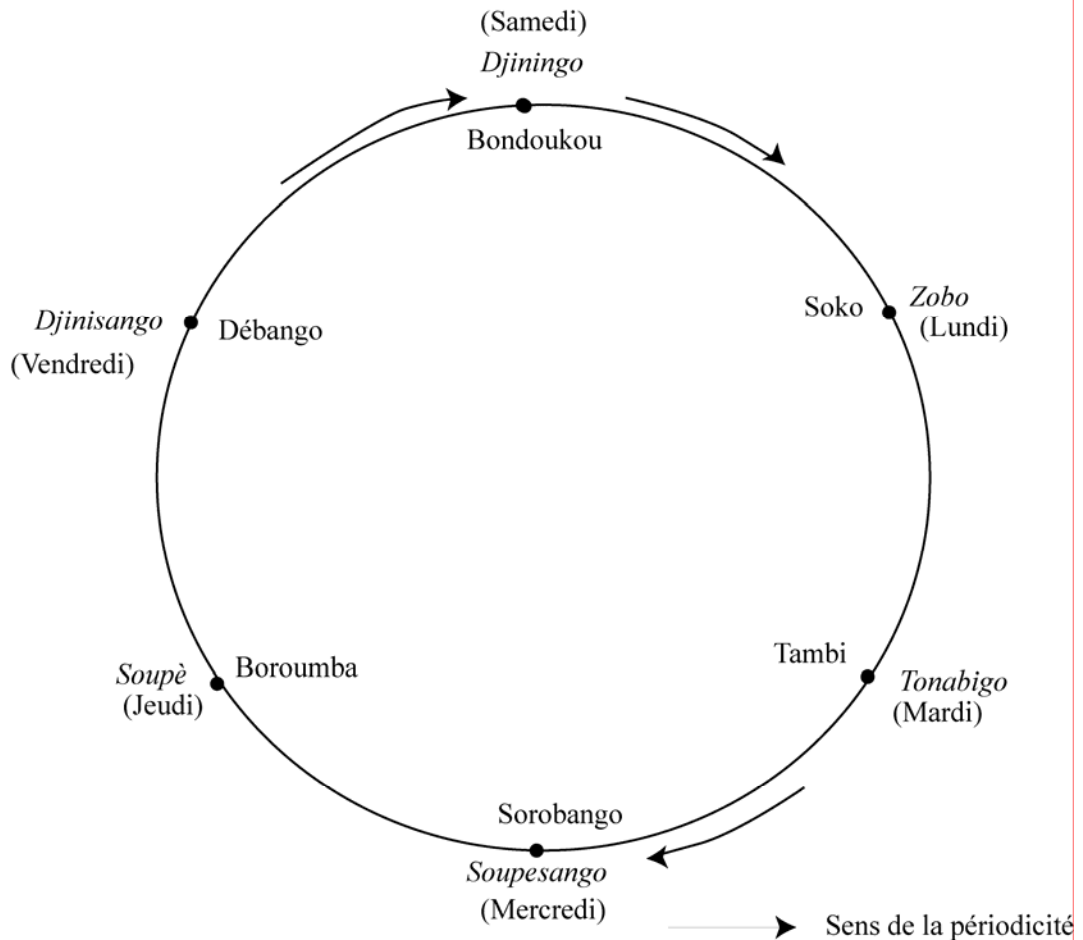 (Samedi)
Djiningo
Bondoukou
Soko
Zobo
(Lundi)
Djinisango
Débango
(Vendredi)
Tambi
Tonabigo
(Mardi)
Soupè
Boroumba
(Jeudi)
Sorobango
Soupesango
(Mercredi)
Sens de la périodicité